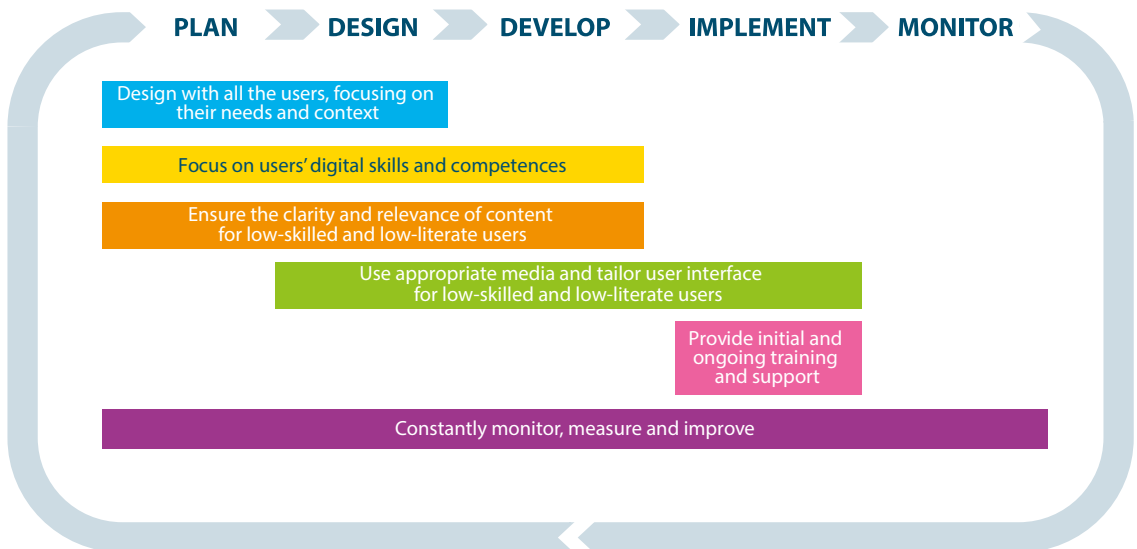 PLAN DESIGN DEVELOP IMPLEMENT MONITOR
Design with all the users, focusing on
their needs and context
Focus on users’ digital skills and competences
Ensure the clarity and relevance of content
for low-skilled and low-literate users
Use appropriate media and tailor user interface
for low-skilled and low-literate users
Provide initial and
ongoing training
and support
Constantly monitor, measure and improve